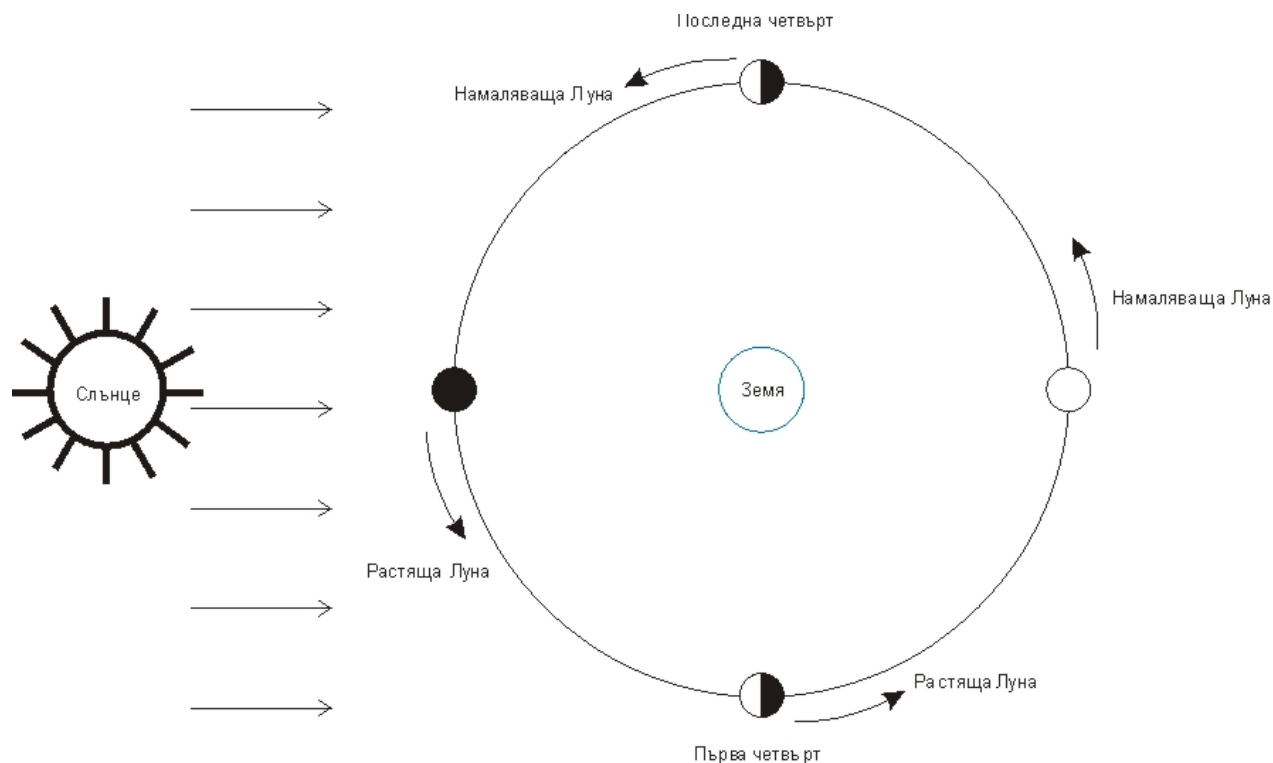 Последна четвърт
Намаляваща Луна
Намаляваща Луна
Слънце
Земя
Растяща Луна
Растяща Луна
Първа четвърт